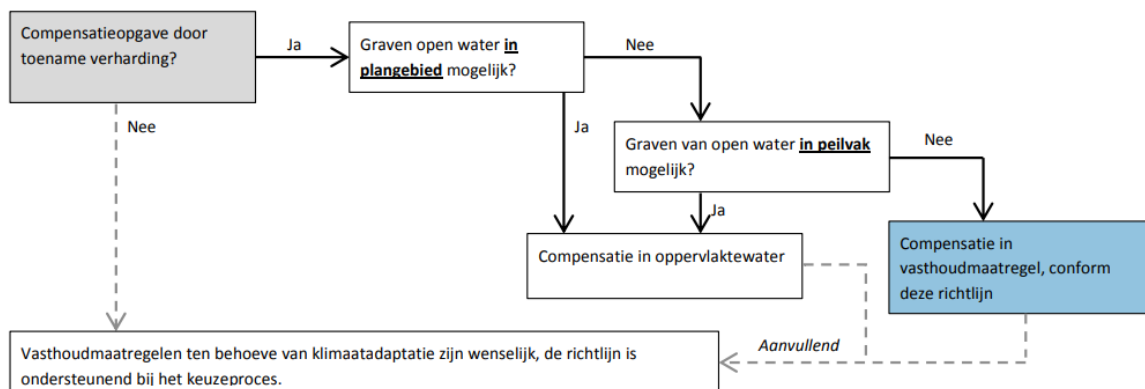 Compensatieopgave door
toename verharding?
Ja
Graven open water in
plangebied mogelijk?
Nee
Nee
Ja
Graven van open water in peilvak
mogelijk?
Nee
Ja
Compensatie in oppervlaktewater
Compensatie in
vasthoudmaatregel, conform
deze richtlijn
Aanvullend
Vasthoudmaatregelen ten behoeve van klimaatadaptatie zijn wenselijk, de richtlijn is
ondersteunend bij het keuzeproces.